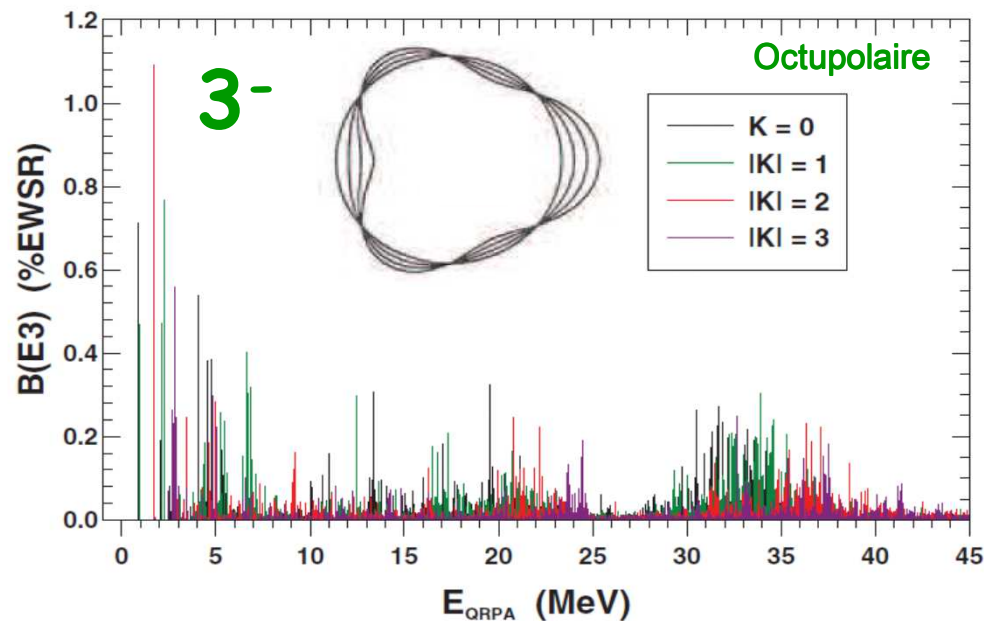 Octupolaire
3⁻
K = 0
|K| = 1
|K| = 2
|K| = 3
B(E3) (%EWSR)
1.2
1.0
0.8
0.6
0.4
0.2
0.0
0 5 10 15 20 25 30 35 40 45
E_QRPA (MeV)